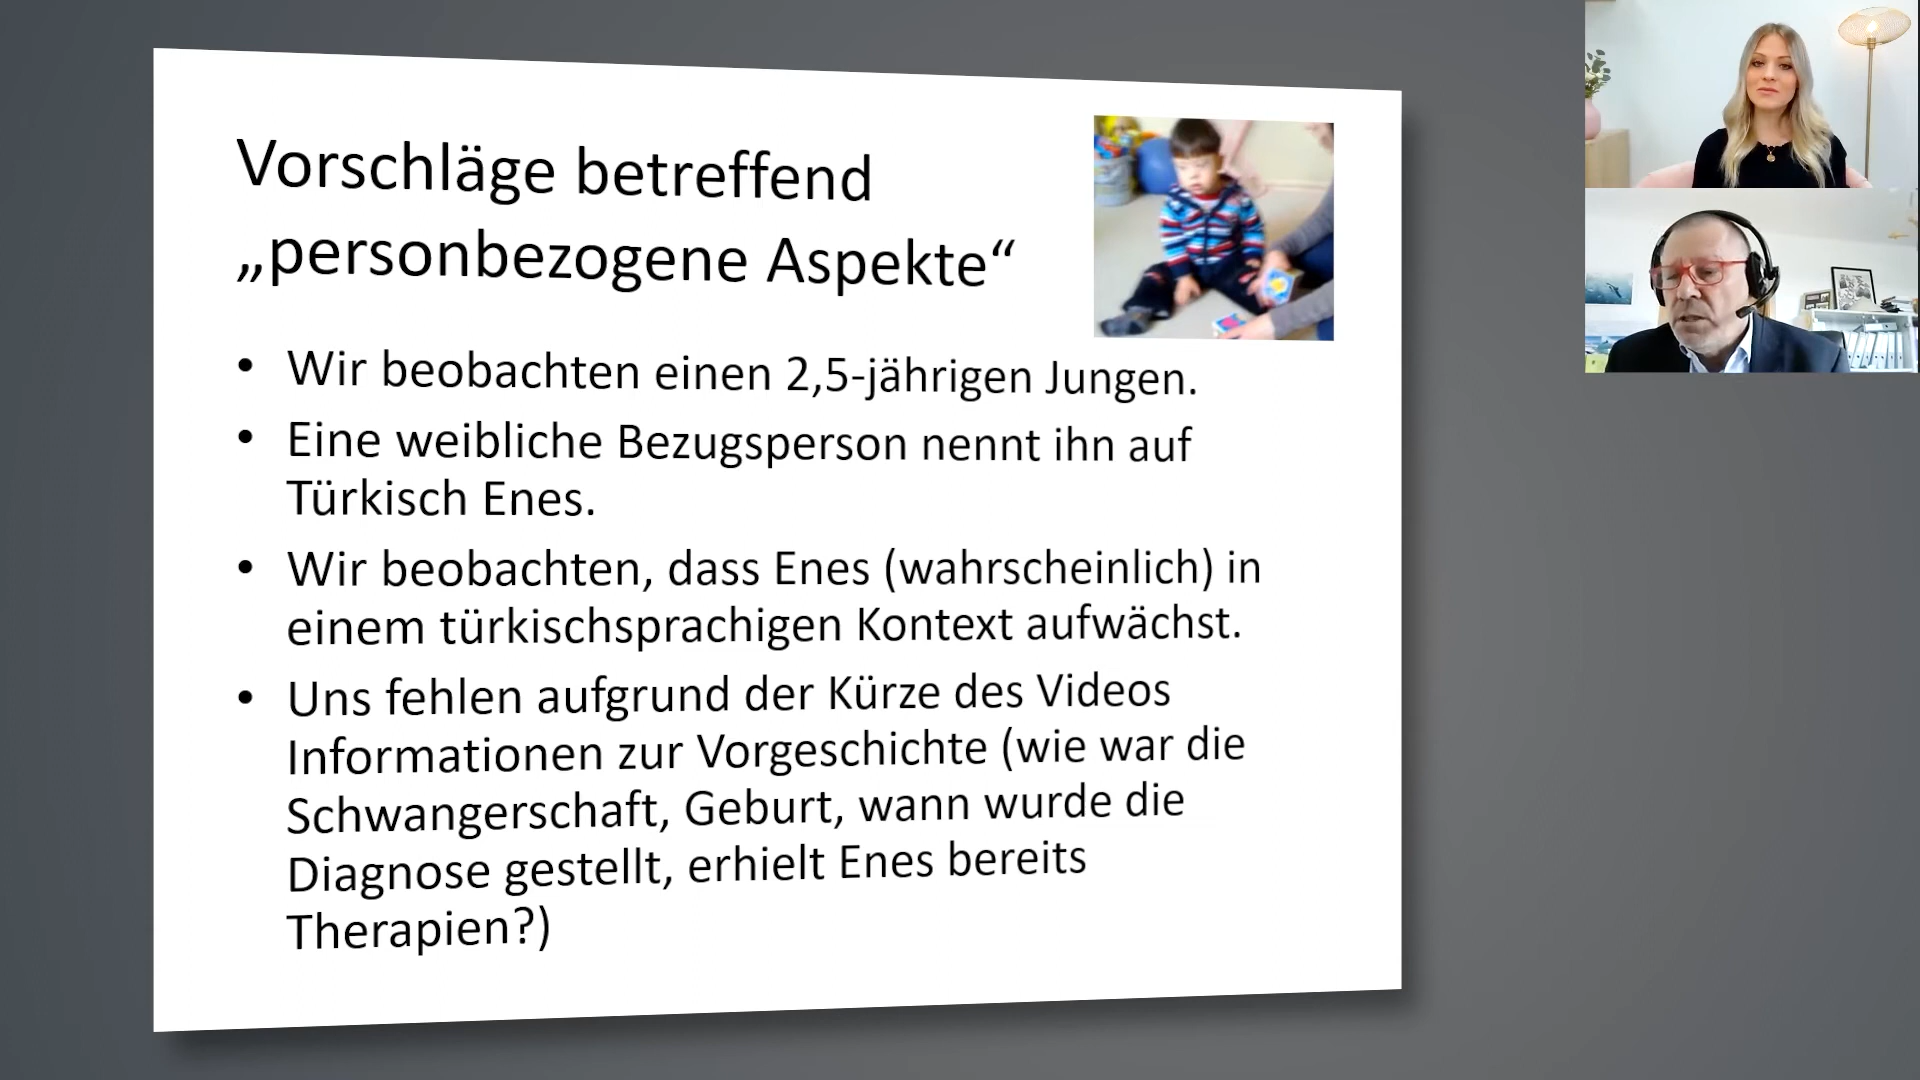 Vorschläge betreffend
„personbezogene Aspekte“
• Wir beobachten einen 2,5-jährigen Jungen.
• Eine weibliche Bezugsperson nennt ihn auf
Türkisch Enes.
• Wir beobachten, dass Enes (wahrscheinlich) in
einem türkischsprachigen Kontext aufwächst.
• Uns fehlen aufgrund der Kürze des Videos
Informationen zur Vorgeschichte (wie war die
Schwangerschaft, Geburt, wann wurde die
Diagnose gestellt, erhielt Enes bereits
Therapien?)